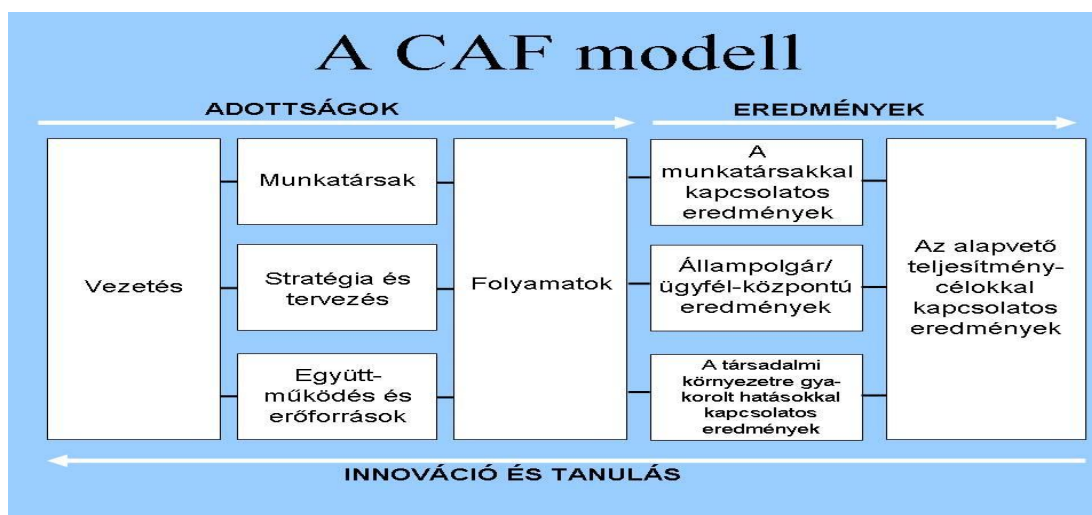 A CAF modell
ADOTTSÁGOK
EREDMÉNYEK
Vezetés
Munkatársak
Stratégia és
tervezés
Együtt-
működés és
erőforrások
Folyamatok
A
munkatársakkal
kapcsolatos
eredmények
Állampolgár/
ügyfél-központú
eredmények
A társadalmi
környezetre gya-
korolt hatásokkal
kapcsolatos
eredmények
Az alapvető
teljesítmény-
célokkal
kapcsolatos
eredmények
INNOVÁCIÓ ÉS TANULÁS